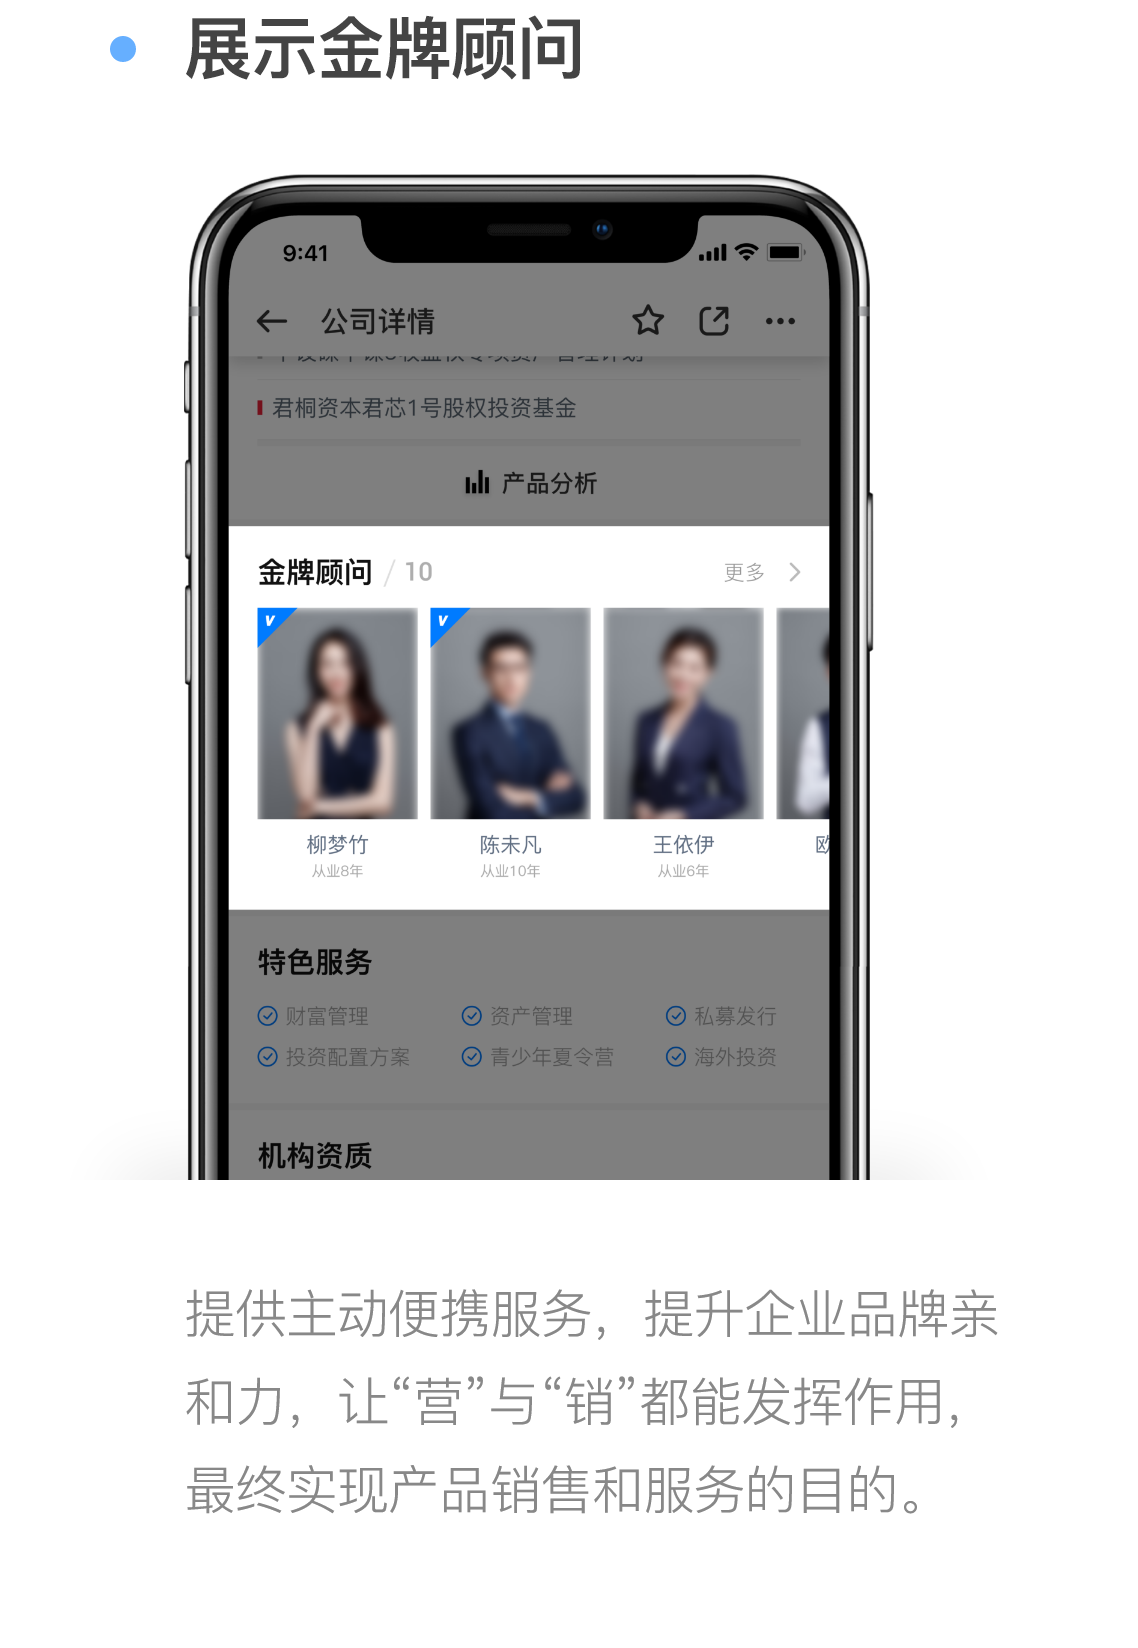 展示金牌顾问
9:41
公司详情
君桐资本君芯1号股权投资基金
产品分析
金牌顾问 / 10 更多
V V
柳梦竹 陈未凡 王依伊
从业8年 从业10年 从业6年
特色服务
财富管理 资产管理 私募发行
投资配置方案 青少年夏令营 海外投资
机构资质
提供主动便携服务，提升企业品牌亲
和力，让“营”与“销”都能发挥作用，
最终实现产品销售和服务的目的。